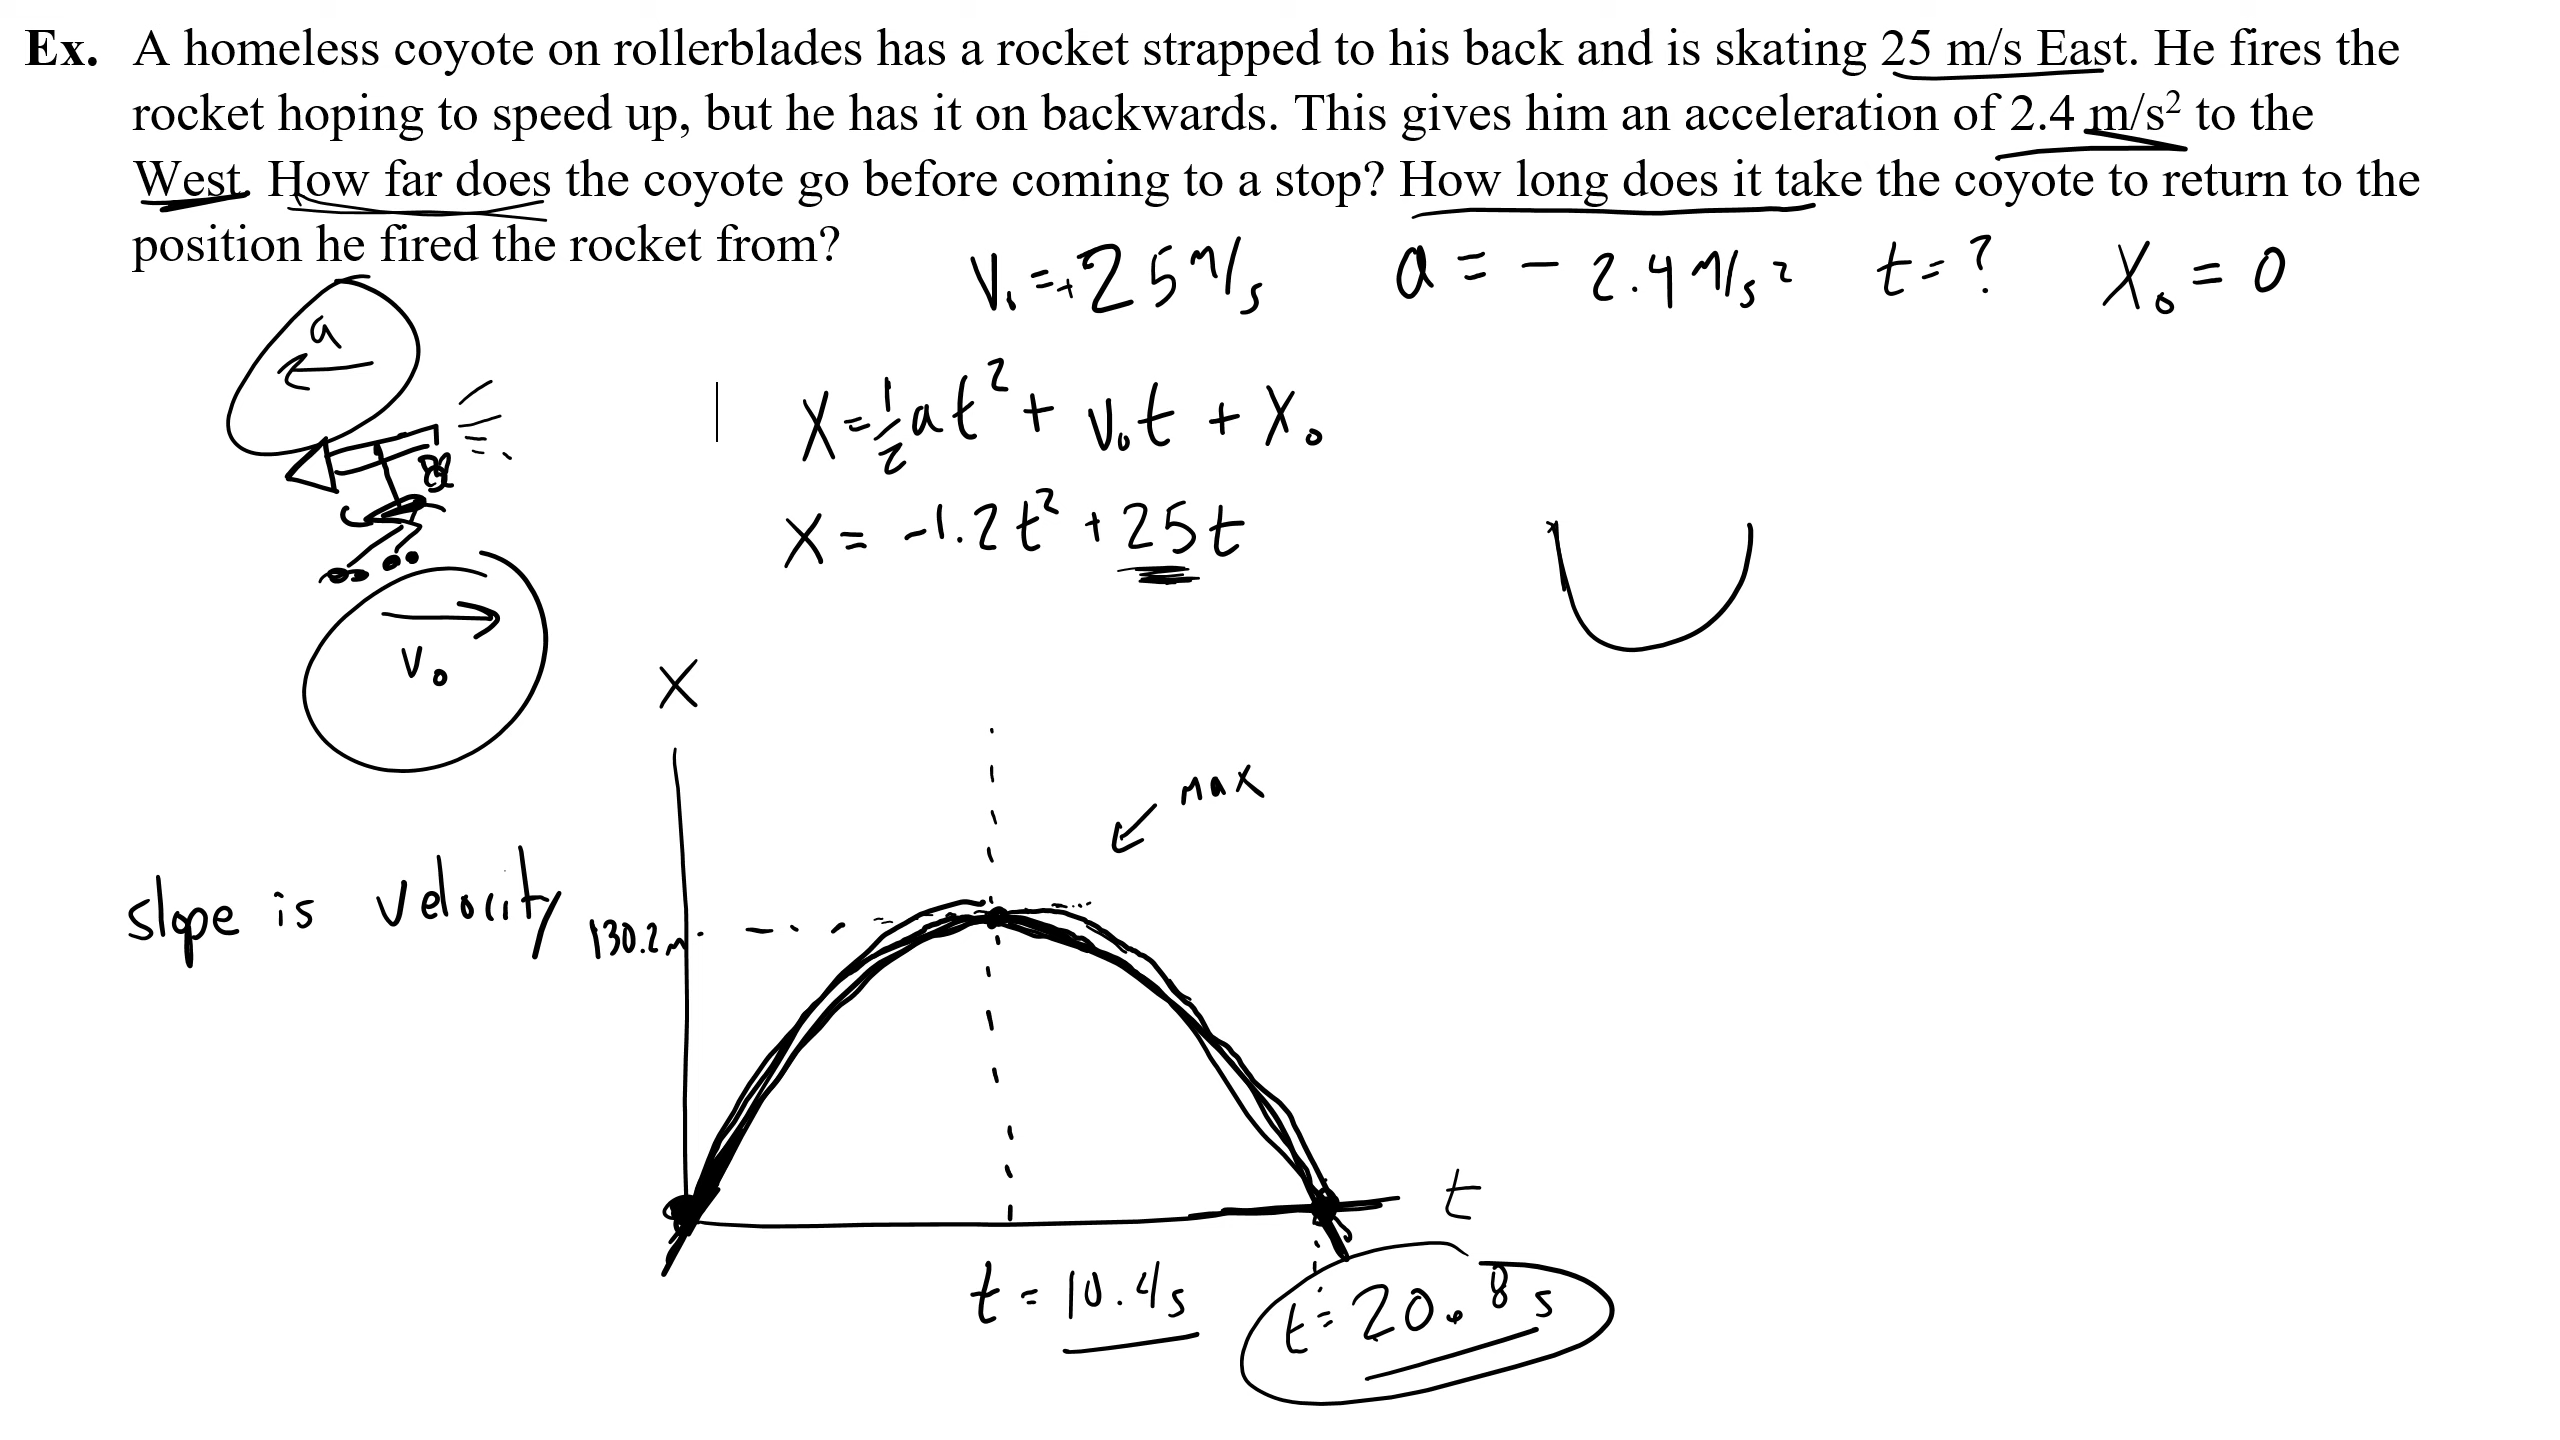 Ex. A homeless coyote on rollerblades has a rocket strapped to his back and is skating 25 m/s East. He fires the
rocket hoping to speed up, but he has it on backwards. This gives him an acceleration of 2.4 m/s² to the
West. How far does the coyote go before coming to a stop? How long does it take the coyote to return to the
position he fired the rocket from?
V₀ = +25 m/s a = - 2.4 m/s² t = ? X₀ = 0
a
X = ½at² + v₀t + X₀
x = -1.2t² + 25t
v₀
X
max
slope is velocity
130.2m
t
t = 10.4s
t = 20.8s